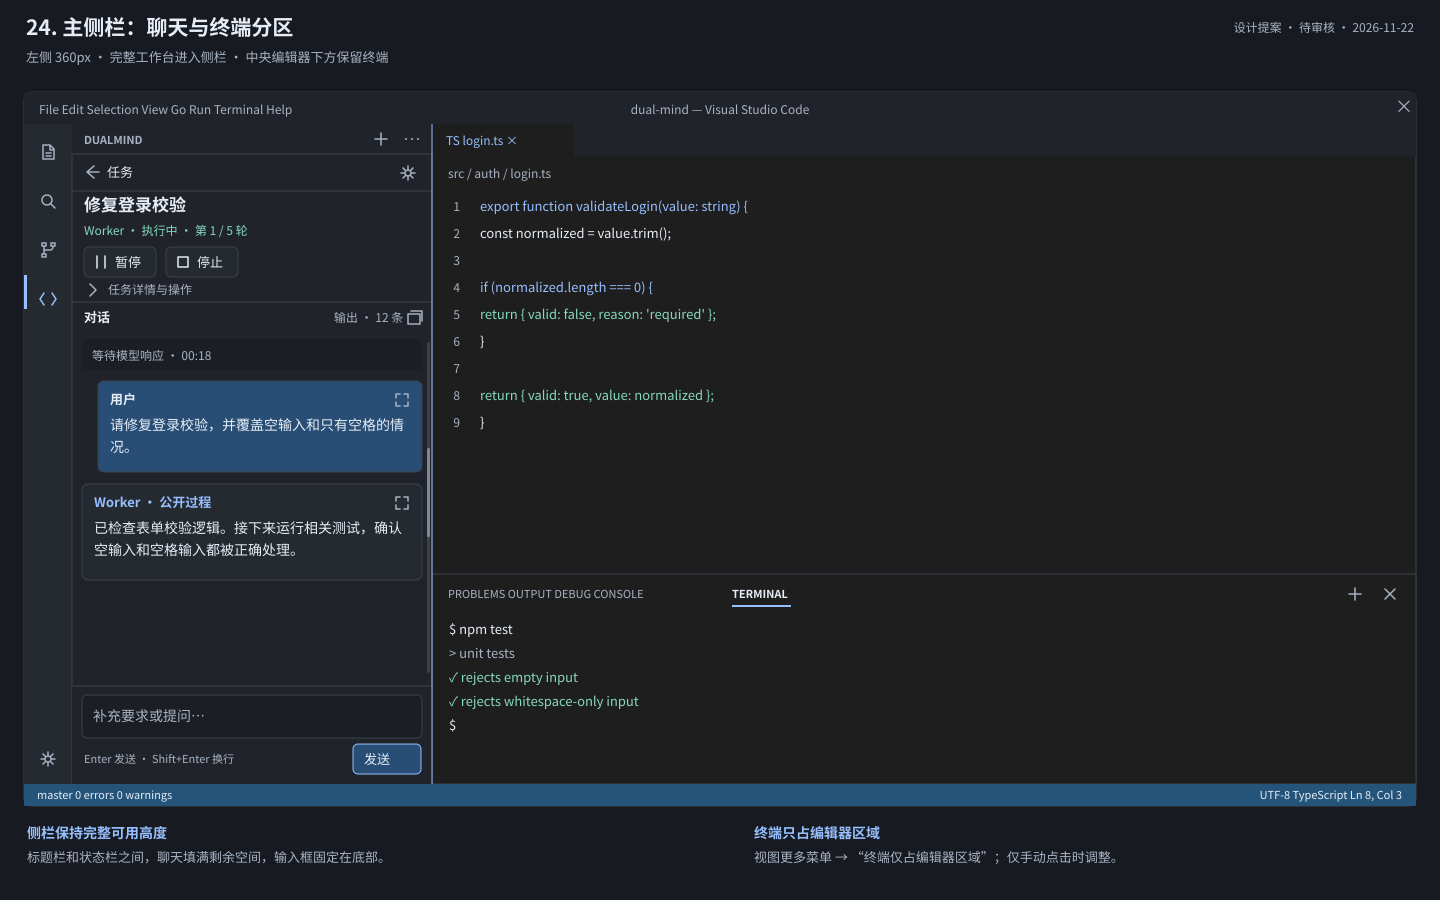 24. 主侧栏：聊天与终端分区
设计提案 · 待审核 · 2026-11-22
左侧 360px · 完整工作台进入侧栏 · 中央编辑器下方保留终端
File Edit Selection View Go Run Terminal Help
dual-mind — Visual Studio Code
DUALMIND
任务
修复登录校验
Worker · 执行中 · 第 1 / 5 轮
暂停
停止
任务详情与操作
对话
输出 · 12 条
等待模型响应 · 00:18
用户
请修复登录校验，并覆盖空输入和只有空格的情
况。
Worker · 公开过程
已检查表单校验逻辑。接下来运行相关测试，确认
空输入和空格输入都被正确处理。
补充要求或提问…
Enter 发送 · Shift+Enter 换行
发送
TS login.ts ×
src / auth / login.ts
1 export function validateLogin(value: string) {
2 const normalized = value.trim();
3
4 if (normalized.length === 0) {
5 return { valid: false, reason: 'required' };
6 }
7
8 return { valid: true, value: normalized };
9 }
PROBLEMS OUTPUT DEBUG CONSOLE
TERMINAL
$ npm test
> unit tests
✓ rejects empty input
✓ rejects whitespace-only input
$
master 0 errors 0 warnings
UTF-8 TypeScript Ln 8, Col 3
侧栏保持完整可用高度
标题栏和状态栏之间，聊天填满剩余空间，输入框固定在底部。
终端只占编辑器区域
视图更多菜单 → “终端仅占编辑器区域”；仅手动点击时调整。